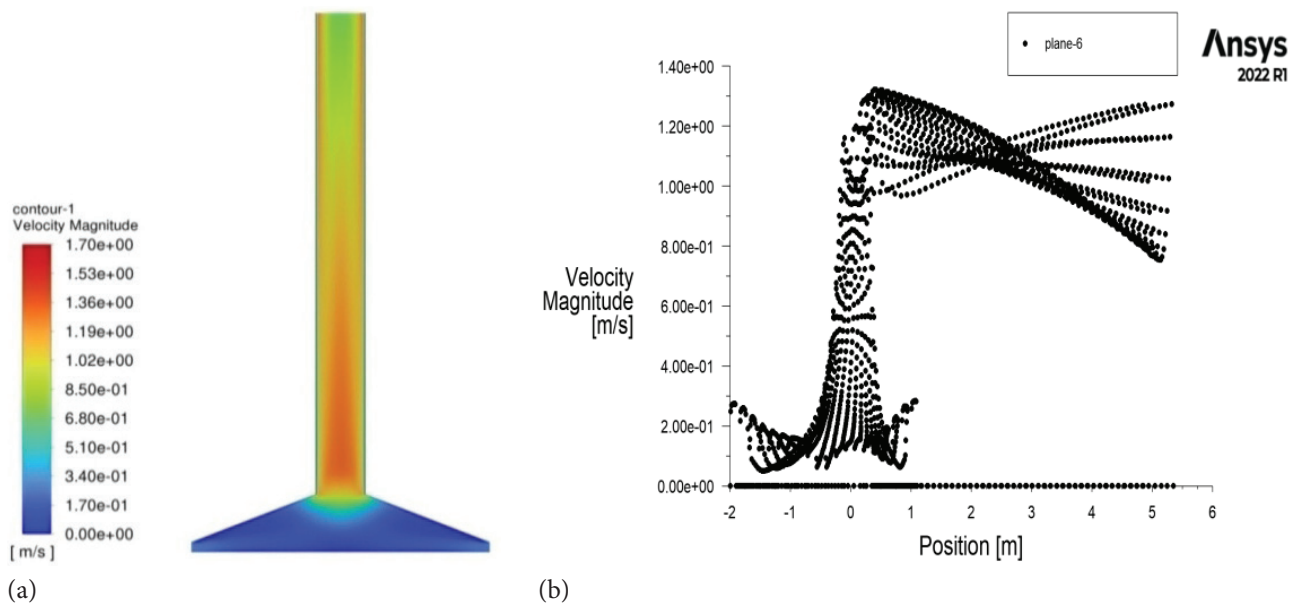 contour-1
Velocity Magnitude
1.70e+00
1.53e+00
1.36e+00
1.19e+00
1.02e+00
8.50e-01
6.80e-01
5.10e-01
3.40e-01
1.70e-01
0.00e+00
[ m/s ]
(a)
plane-6
Ansys
2022 R1
1.40e+00
1.20e+00
1.00e+00
8.00e-01
6.00e-01
4.00e-01
2.00e-01
0.00e+00
Velocity
Magnitude
[m/s]
-2 -1 0 1 2 3 4 5 6
Position [m]
(b)